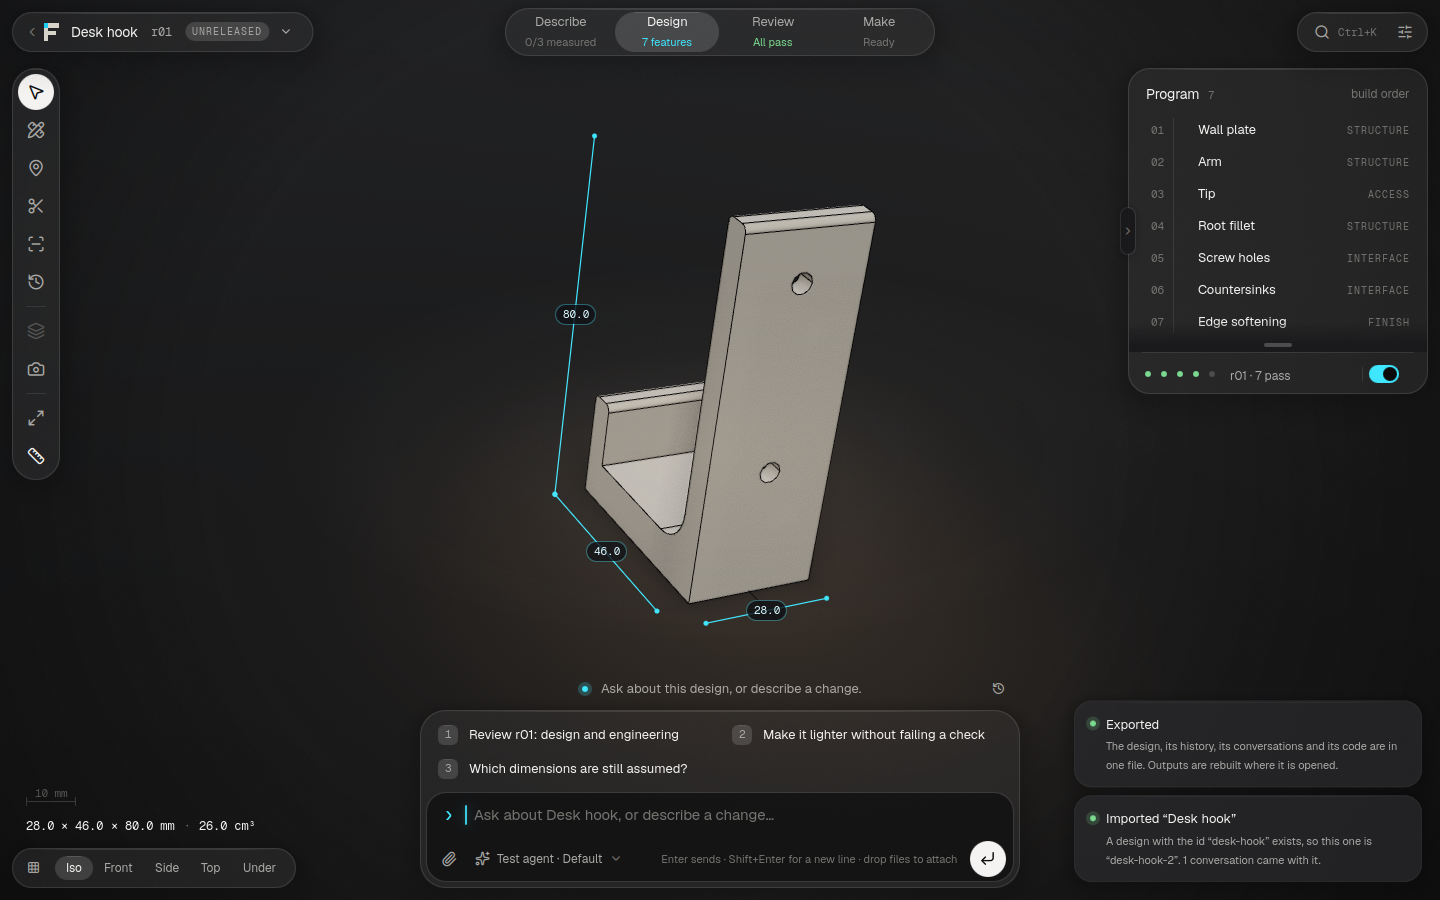 Desk hook r01 UNRELEASED
Describe
0/3 measured
Design
7 features
Review
All pass
Make
Ready
Ctrl+K
Program 7 build order
01 Wall plate STRUCTURE
02 Arm STRUCTURE
03 Tip ACCESS
04 Root fillet STRUCTURE
05 Screw holes INTERFACE
06 Countersinks INTERFACE
07 Edge softening FINISH
r01 · 7 pass
80.0
46.0
28.0
Ask about this design, or describe a change.
1 Review r01: design and engineering
2 Make it lighter without failing a check
3 Which dimensions are still assumed?
Ask about Desk hook, or describe a change...
Test agent · Default
Enter sends · Shift+Enter for a new line · drop files to attach
10 mm
28.0 × 46.0 × 80.0 mm · 26.0 cm³
Iso Front Side Top Under
Exported
The design, its history, its conversations and its code are in
one file. Outputs are rebuilt where it is opened.
Imported “Desk hook”
A design with the id “desk-hook” exists, so this one is
“desk-hook-2”. 1 conversation came with it.